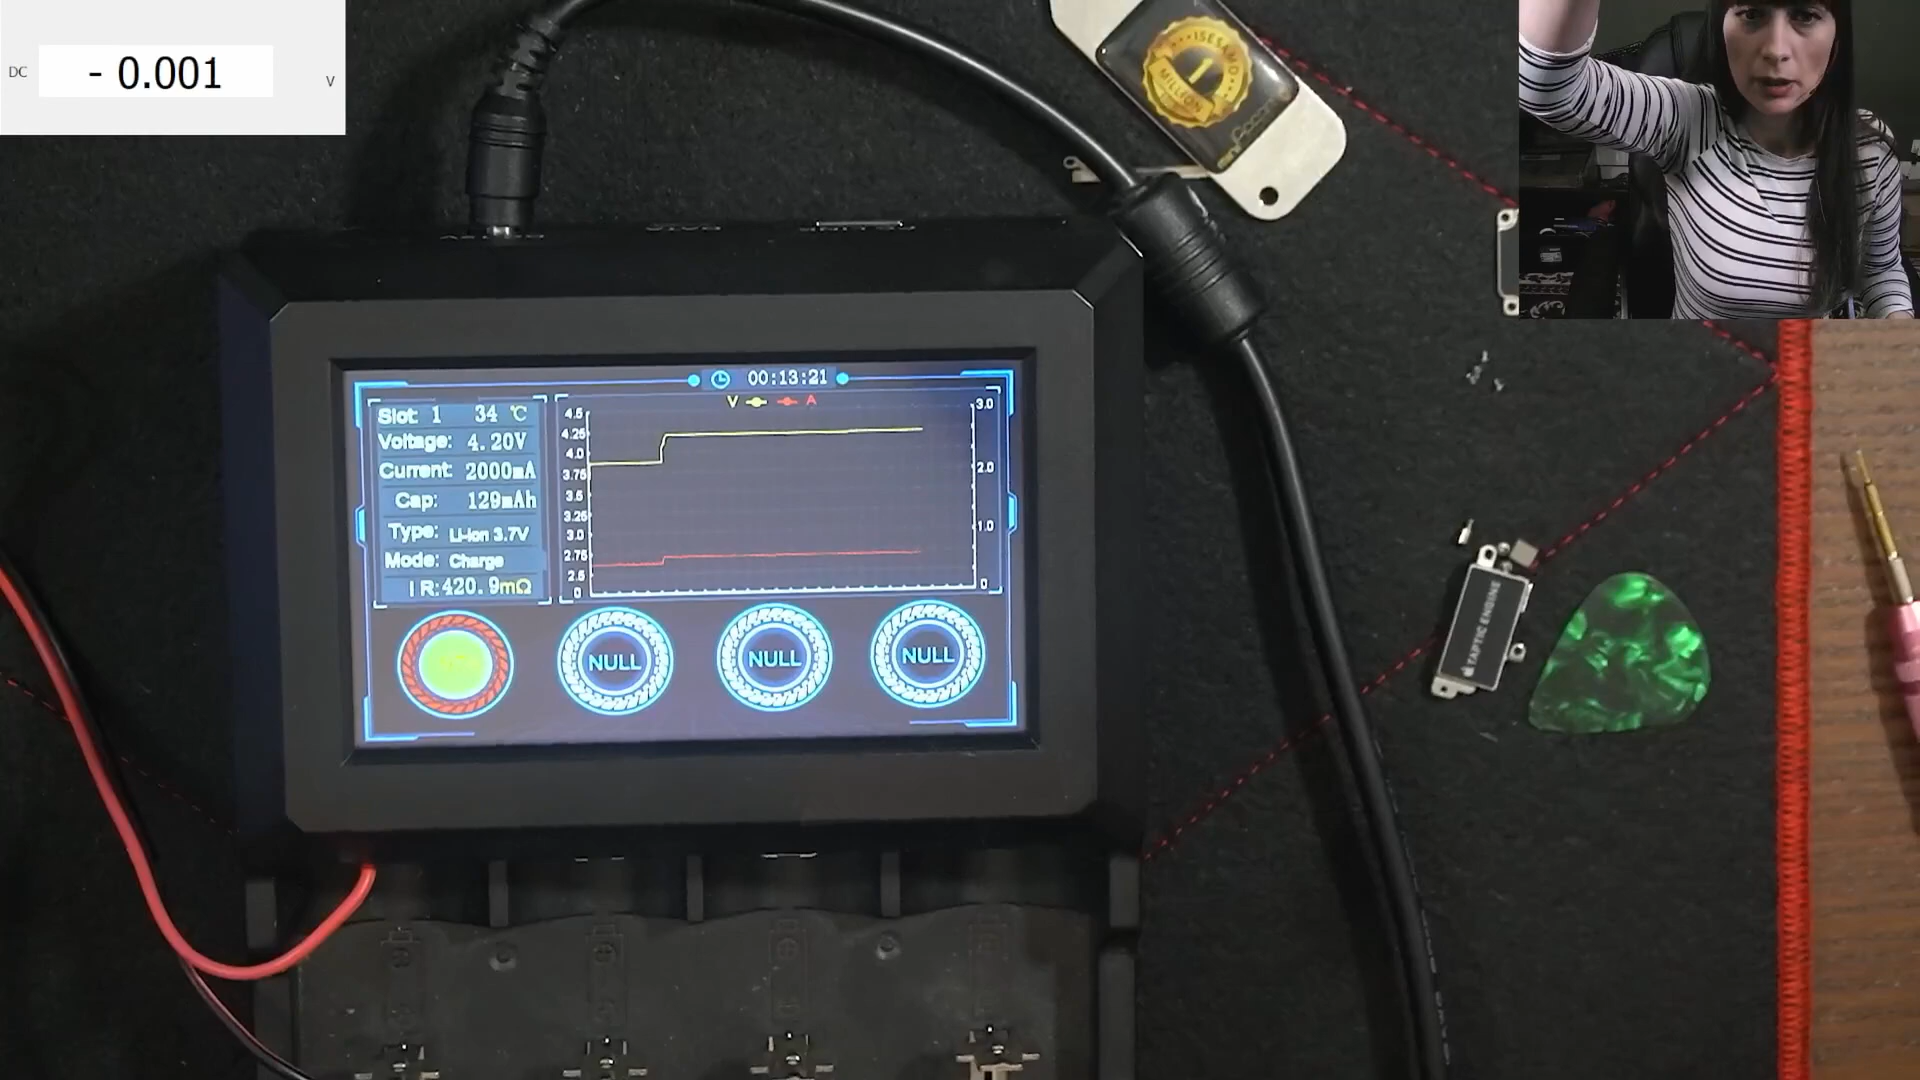 DC - 0.001 V
ISESAMO
1
MILLION
00:13:21
V A
Slot: 1 34 ℃
Voltage: 4.20V
Current: 2000mA
Cap: 129mAh
Type: Li-ion 3.7V
Mode: Charge
IR: 420.9mΩ
4.5
4.25
4.0
3.75
3.5
3.25
3.0
2.75
2.5
0
3.0
2.0
1.0
0
NULL
NULL
NULL
TAPTIC ENGINE